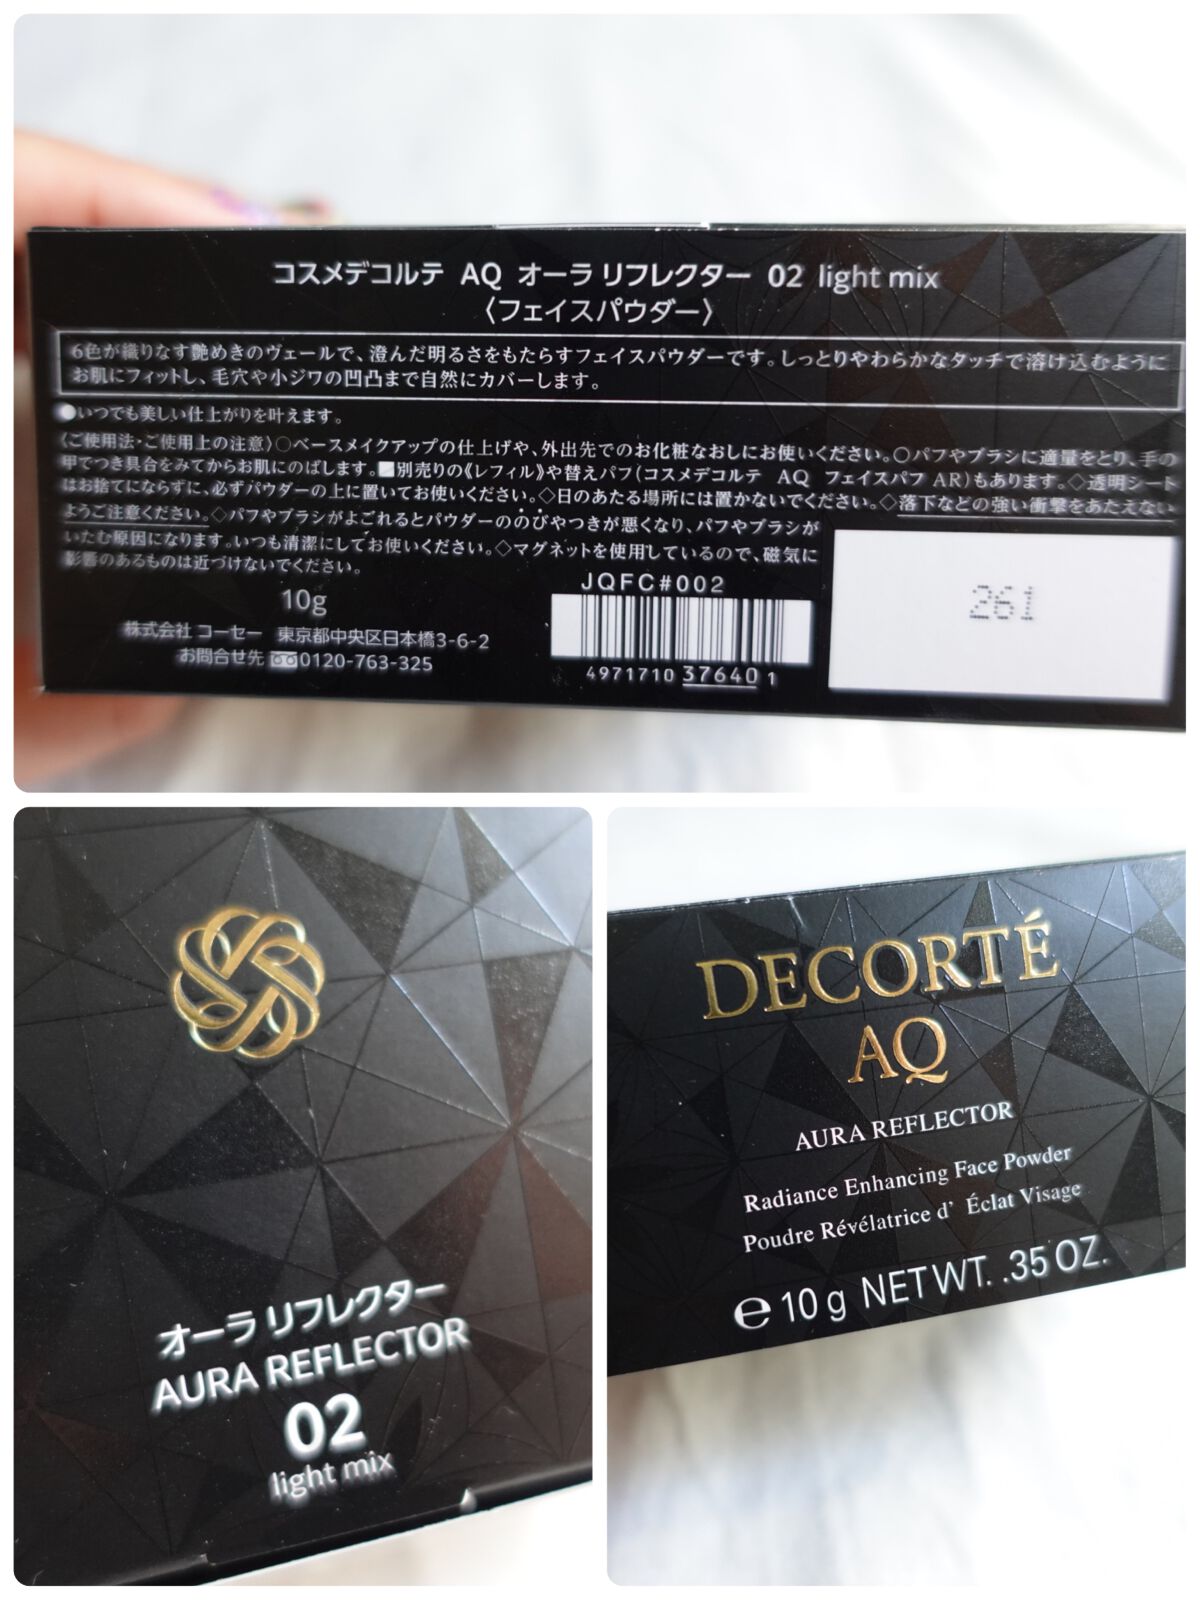 コスメデコルテ AQ オーラ リフレクター 02 light mix
〈フェイスパウダー〉
6色が織りなす艶めきのヴェールで、澄んだ明るさをもたらすフェイスパウダーです。しっとりやわらかなタッチで溶け込むように
お肌にフィットし、毛穴や小ジワの凹凸まで自然にカバーします。
●いつでも美しい仕上がりを叶えます。
〈ご使用法・ご使用上の注意〉○ベースメイクアップの仕上げや、外出先でのお化粧なおしにお使いください。○パフやブラシに適量をとり、手の
甲でつき具合をみてからお肌にのばします。■別売りの《レフィル》や替えパフ(コスメデコルテ AQ フェイスパフ AR)もあります。◇透明シート
はお捨てにならずに、必ずパウダーの上に置いてお使いください。◇日のあたる場所には置かないでください。◇落下などの強い衝撃をあたえない
ようご注意ください。◇パフやブラシがよごれるとパウダーののびやつきが悪くなり、パフやブラシが
いたむ原因になります。いつも清潔にしてお使いください。◇マグネットを使用しているので、磁気に
影響のあるものは近づけないでください。
10g
株式会社 コーセー 東京都中央区日本橋3-6-2
お問合せ先 0120-763-325
JQFC#002
4971710 37640 1
261
オーラ リフレクター
AURA REFLECTOR
02
light mix
DECORTÉ
AQ
AURA REFLECTOR
Radiance Enhancing Face Powder
Poudre Révélatrice d' Éclat Visage
℮ 10 g NET WT. .35 OZ.